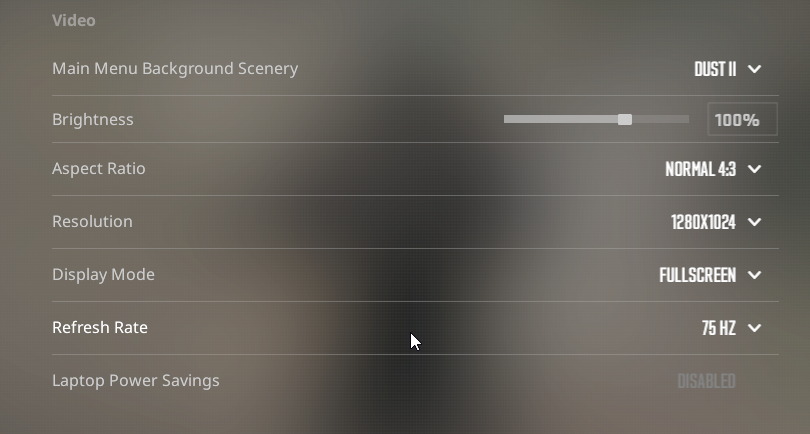 Video
Main Menu Background Scenery DUST II
Brightness 100%
Aspect Ratio NORMAL 4:3
Resolution 1280X1024
Display Mode FULLSCREEN
Refresh Rate 75 HZ
Laptop Power Savings DISABLED